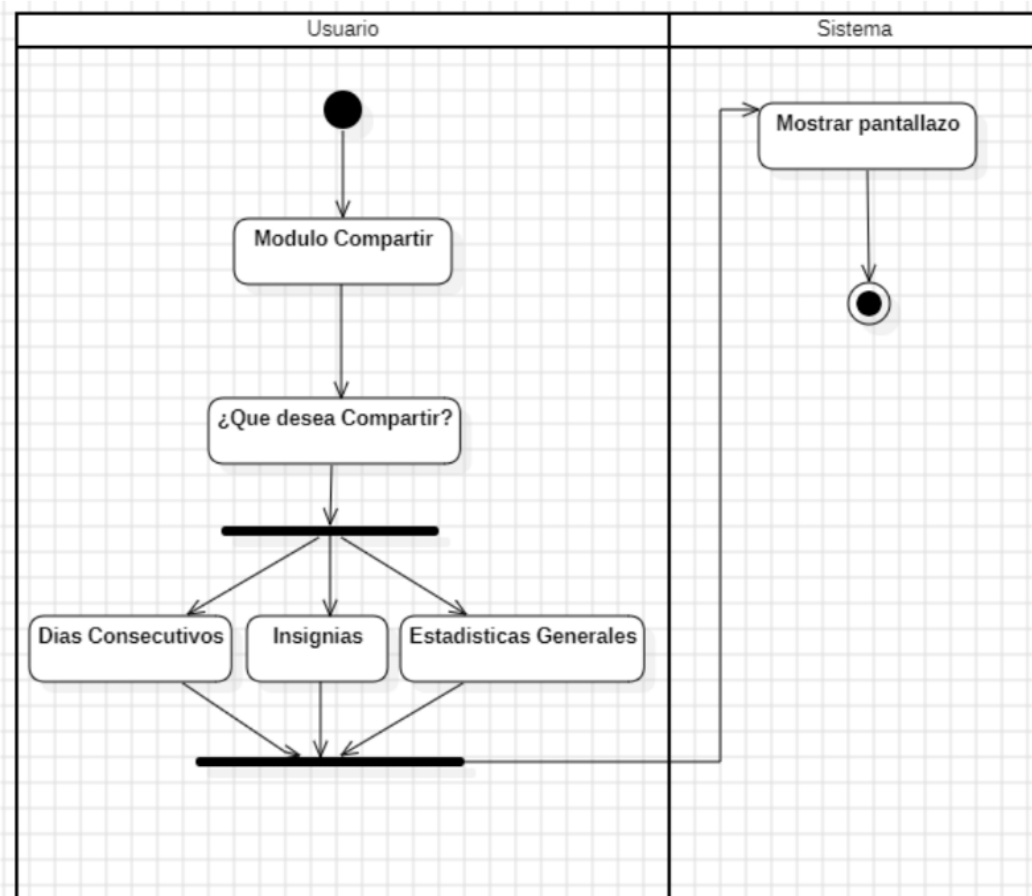 Usuario
Sistema
Mostrar pantallazo
Modulo Compartir
¿Que desea Compartir?
Dias Consecutivos
Insignias
Estadisticas Generales